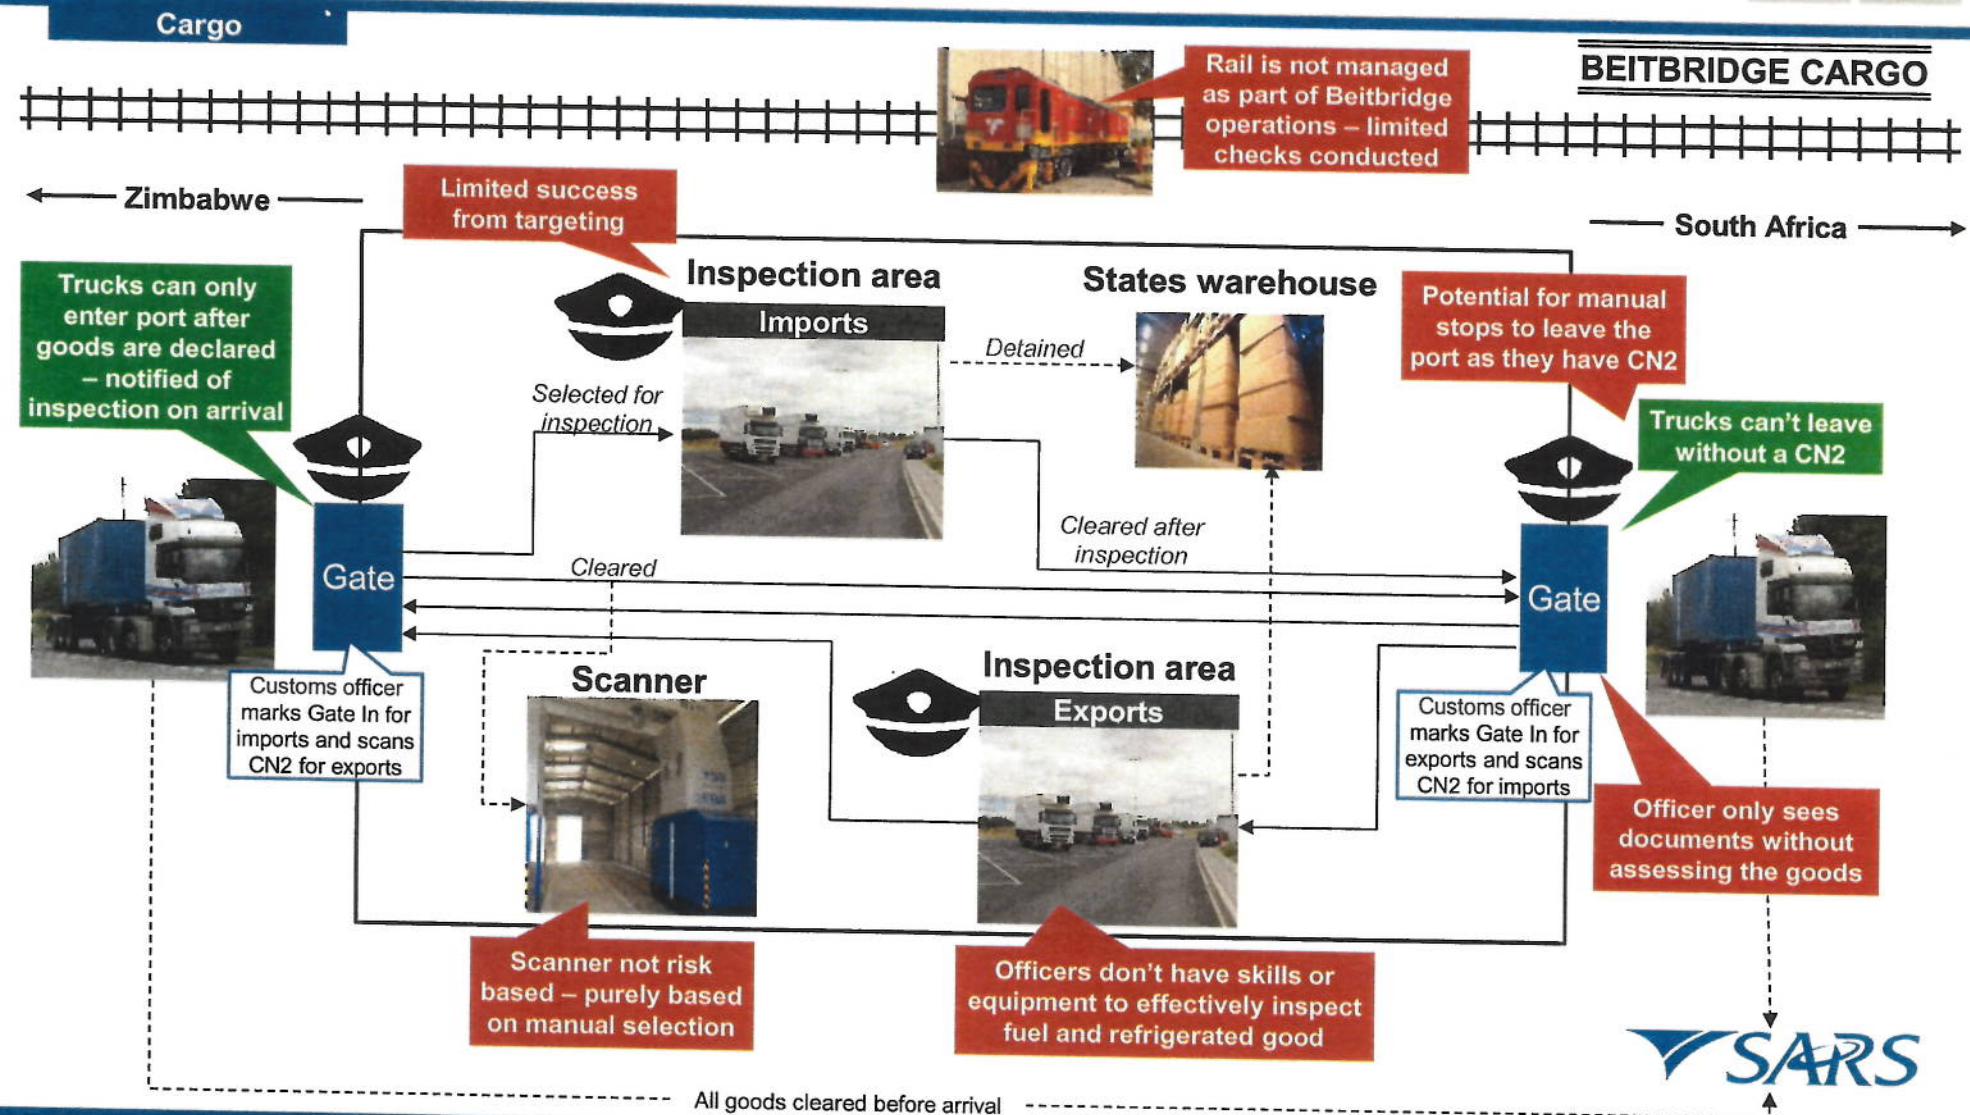 Cargo
BEITBRIDGE CARGO
Rail is not managed
as part of Beitbridge
operations – limited
checks conducted
Zimbabwe
South Africa
Limited success
from targeting
Trucks can only
enter port after
goods are declared
– notified of
inspection on arrival
Inspection area
Imports
States warehouse
Detained
Selected for
inspection
Potential for manual
stops to leave the
port as they have CN2
Trucks can't leave
without a CN2
Cleared after
inspection
Cleared
Gate
Gate
Customs officer
marks Gate In for
imports and scans
CN2 for exports
Scanner
Inspection area
Exports
Customs officer
marks Gate In for
exports and scans
CN2 for imports
Officer only sees
documents without
assessing the goods
Scanner not risk
based – purely based
on manual selection
Officers don't have skills or
equipment to effectively inspect
fuel and refrigerated good
SARS
All goods cleared before arrival